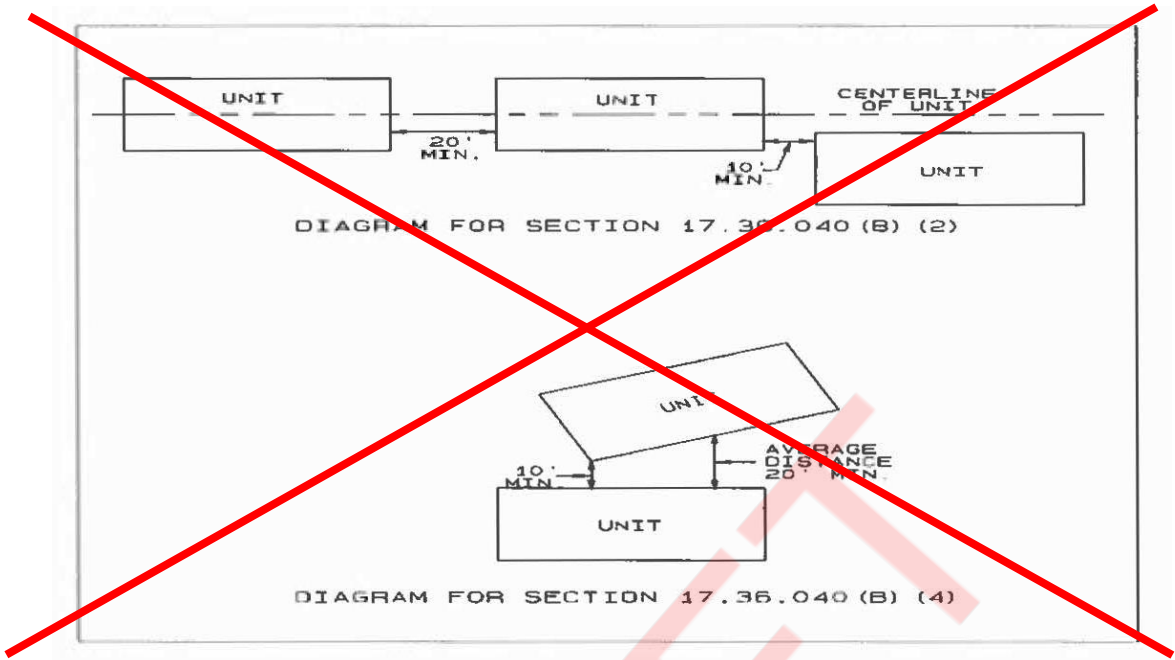 UNIT
UNIT
CENTERLINE
OF UNIT
20'
MIN.
10'
MIN.
UNIT
DIAGRAM FOR SECTION 17.36.040 (B) (2)
UNIT
10'
MIN.
AVERAGE
DISTANCE
20' MIN.
UNIT
DIAGRAM FOR SECTION 17.36.040 (B) (4)